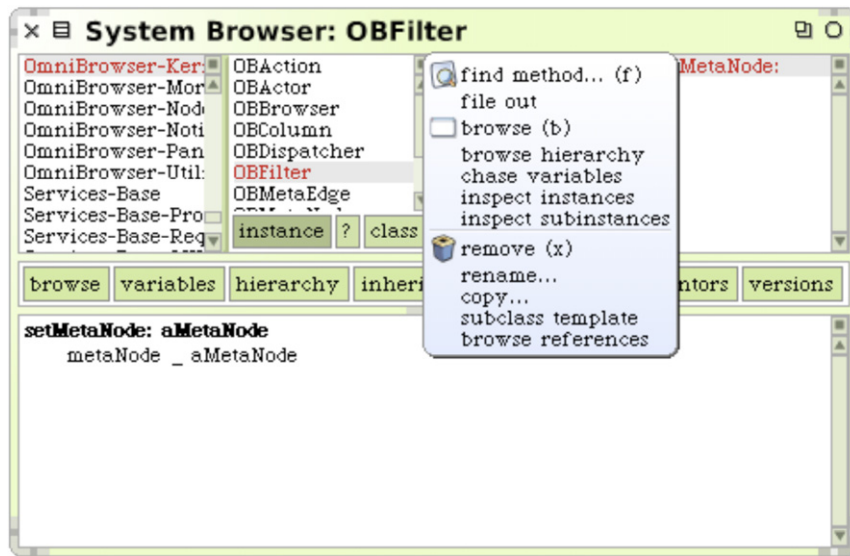 System Browser: OBFilter
OmniBrowser-Ker
OmniBrowser-Mor
OmniBrowser-Nod
OmniBrowser-Noti
OmniBrowser-Pan
OmniBrowser-Util
Services-Base
Services-Base-Pro
Services-Base-Req
OBAction
OBActor
OBBrowser
OBColumn
OBDispatcher
OBFilter
OBMetaEdge
instance ? class
find method... (f)
file out
browse (b)
browse hierarchy
chase variables
inspect instances
inspect subinstances
remove (x)
rename...
copy...
subclass template
browse references
MetaNode:
browse variables hierarchy inheri ntors versions
setMetaNode: aMetaNode
metaNode _ aMetaNode